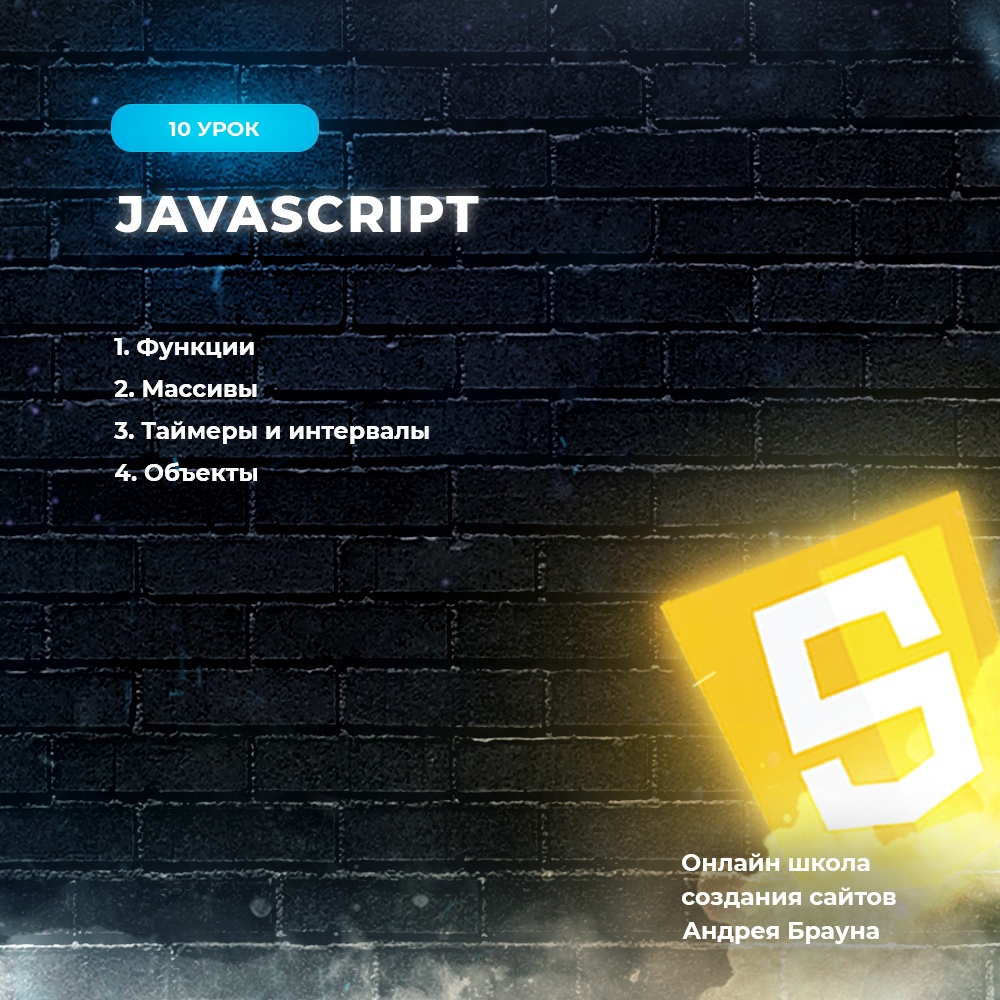 10 УРОК
JAVASCRIPT
1. Функции
2. Массивы
3. Таймеры и интервалы
4. Объекты
Онлайн школа
создания сайтов
Андрея Брауна